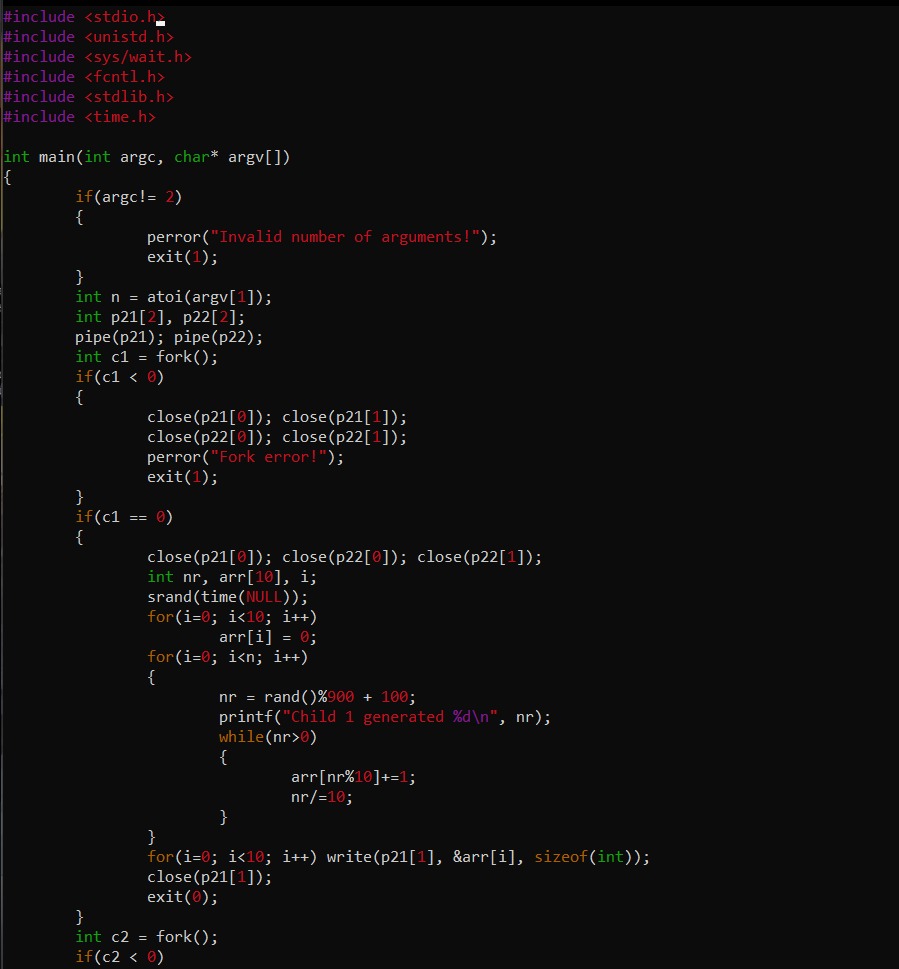 #include <stdio.h>
#include <unistd.h>
#include <sys/wait.h>
#include <fcntl.h>
#include <stdlib.h>
#include <time.h>

int main(int argc, char* argv[])
{
        if(argc!= 2)
        {
                perror("Invalid number of arguments!");
                exit(1);
        }
        int n = atoi(argv[1]);
        int p21[2], p22[2];
        pipe(p21); pipe(p22);
        int c1 = fork();
        if(c1 < 0)
        {
                close(p21[0]); close(p21[1]);
                close(p22[0]); close(p22[1]);
                perror("Fork error!");
                exit(1);
        }
        if(c1 == 0)
        {
                close(p21[0]); close(p22[0]); close(p22[1]);
                int nr, arr[10], i;
                srand(time(NULL));
                for(i=0; i<10; i++)
                        arr[i] = 0;
                for(i=0; i<n; i++)
                {
                        nr = rand()%900 + 100;
                        printf("Child 1 generated %d\n", nr);
                        while(nr>0)
                        {
                                arr[nr%10]+=1;
                                nr/=10;
                        }
                }
                for(i=0; i<10; i++) write(p21[1], &arr[i], sizeof(int));
                close(p21[1]);
                exit(0);
        }
        int c2 = fork();
        if(c2 < 0)